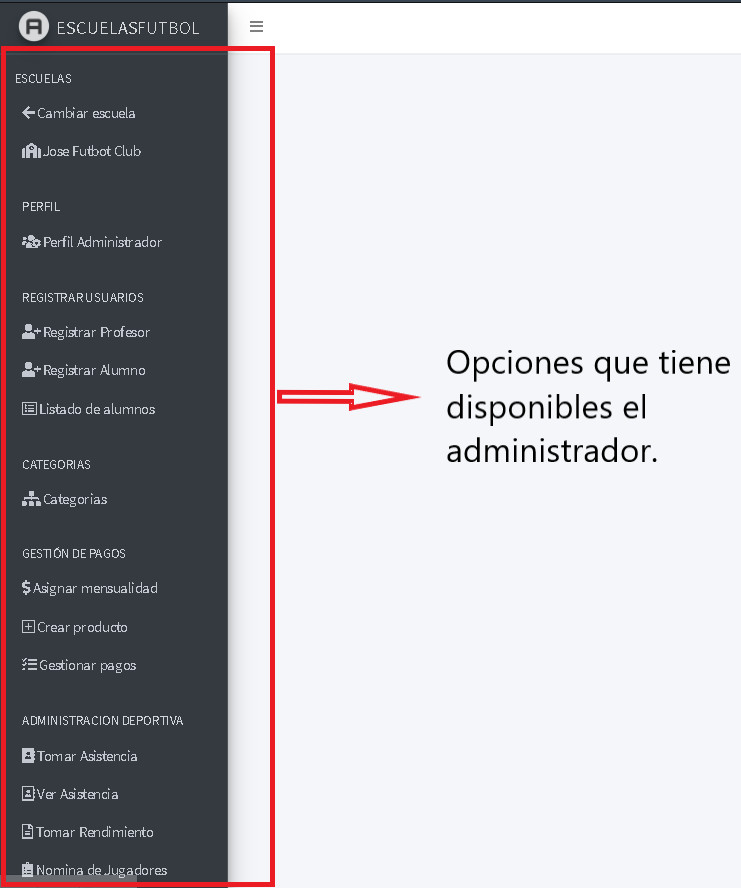 ESCUELASFUTBOL
ESCUELAS
Cambiar escuela
Jose Futbot Club
PERFIL
Perfil Administrador
REGISTRAR USUARIOS
Registrar Profesor
Registrar Alumno
Listado de alumnos
CATEGORIAS
Categorias
GESTIÓN DE PAGOS
Asignar mensualidad
Crear producto
Gestionar pagos
ADMINISTRACION DEPORTIVA
Tomar Asistencia
Ver Asistencia
Tomar Rendimiento
Nomina de Jugadores
Opciones que tiene
disponibles el
administrador.